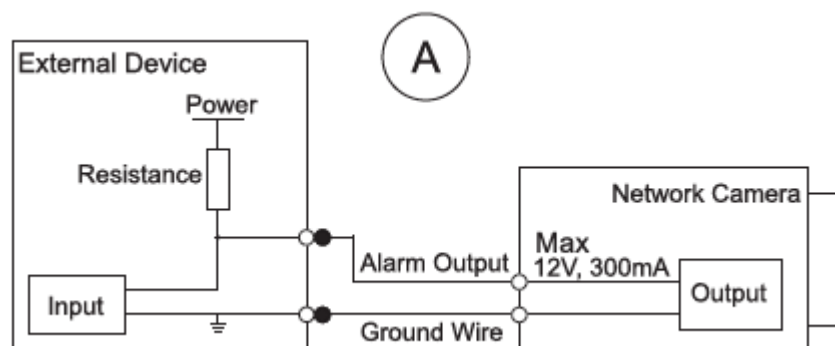 A
External Device
Power
Resistance
Network Camera
Alarm Output
Max
12V, 300mA
Input
Output
Ground Wire